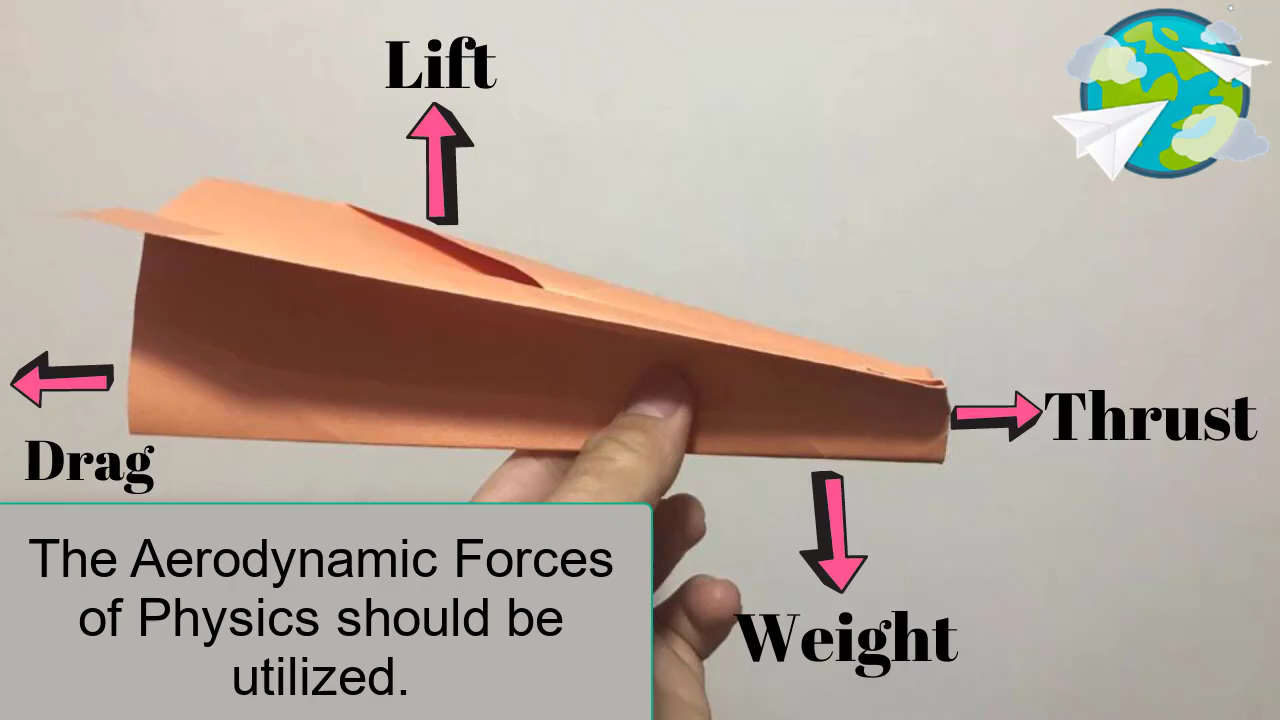 Lift
Thrust
Drag
Weight
The Aerodynamic Forces
of Physics should be
utilized.